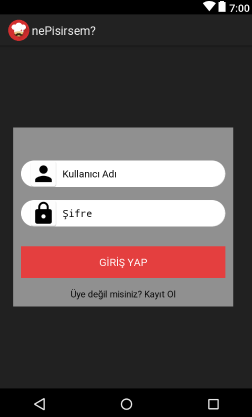 7:00
nePisirsem?
Kullanıcı Adı
Şifre
GİRİŞ YAP
Üye değil misiniz? Kayıt Ol